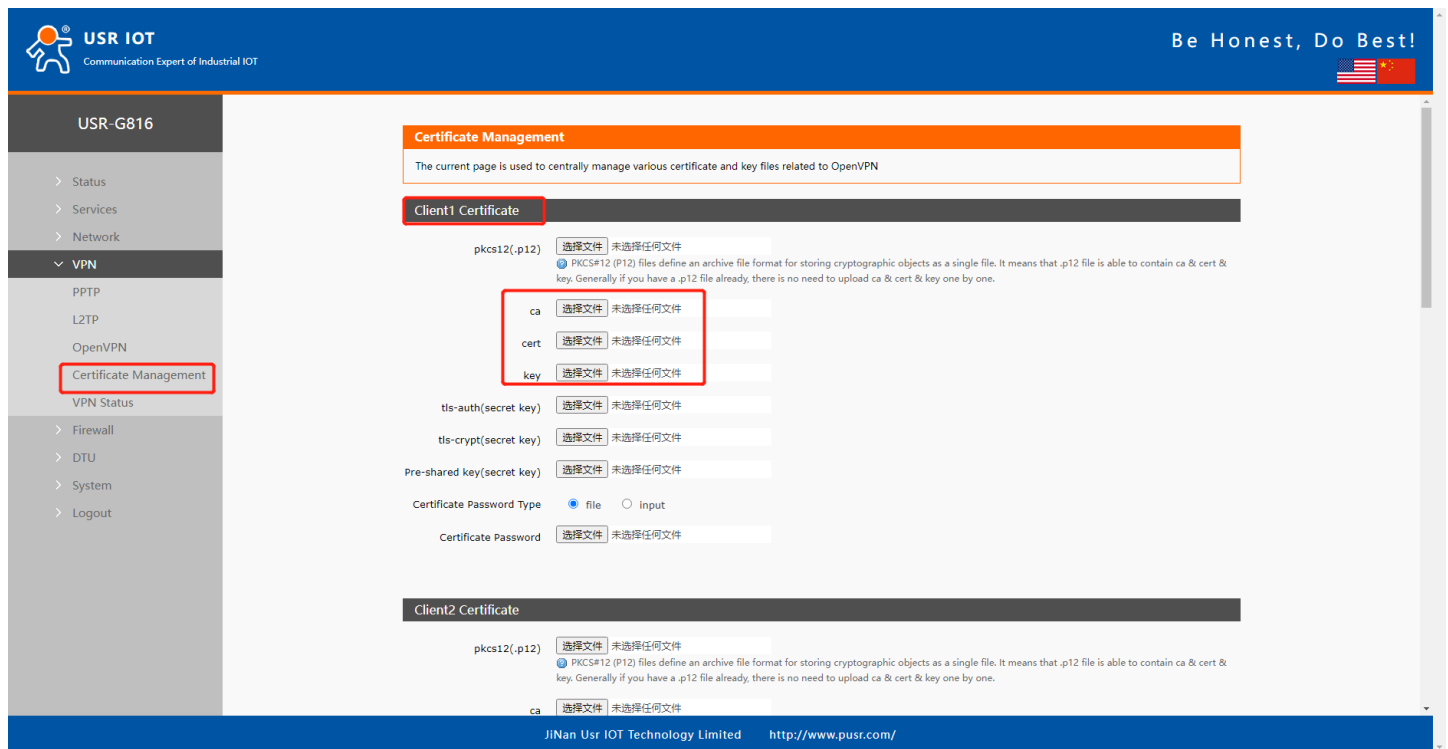 USR IOT
Communication Expert of Industrial IOT
Be Honest, Do Best!
USR-G816
Status
Services
Network
VPN
PPTP
L2TP
OpenVPN
Certificate Management
VPN Status
Firewall
DTU
System
Logout
Certificate Management
The current page is used to centrally manage various certificate and key files related to OpenVPN
Client1 Certificate
pkcs12(.p12) 选择文件 未选择任何文件
PKCS#12 (P12) files define an archive file format for storing cryptographic objects as a single file. It means that .p12 file is able to contain ca & cert &
key. Generally if you have a .p12 file already, there is no need to upload ca & cert & key one by one.
ca 选择文件 未选择任何文件
cert 选择文件 未选择任何文件
key 选择文件 未选择任何文件
tls-auth(secret key) 选择文件 未选择任何文件
tls-crypt(secret key) 选择文件 未选择任何文件
Pre-shared key(secret key) 选择文件 未选择任何文件
Certificate Password Type file input
Certificate Password 选择文件 未选择任何文件
Client2 Certificate
pkcs12(.p12) 选择文件 未选择任何文件
PKCS#12 (P12) files define an archive file format for storing cryptographic objects as a single file. It means that .p12 file is able to contain ca & cert &
key. Generally if you have a .p12 file already, there is no need to upload ca & cert & key one by one.
ca 选择文件 未选择任何文件
JiNan Usr IOT Technology Limited http://www.pusr.com/